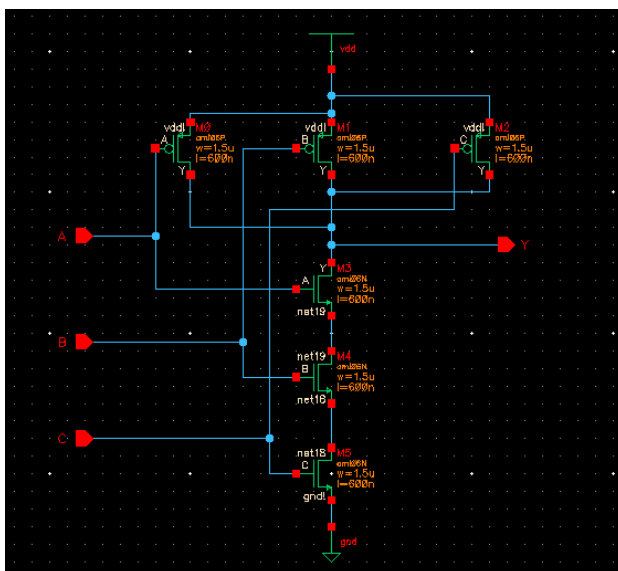 vdd
vdd! M0
A ami06P
w=1.5u
l=600n
Y
vdd! M1
B ami06P
w=1.5u
l=600n
Y
vdd! M2
C ami06P
w=1.5u
l=600n
Y
A
Y
Y M3
A ami06N
w=1.5u
l=600n
net19
B
net19 M4
B ami06N
w=1.5u
l=600n
net18
C
net18 M5
C ami06N
w=1.5u
l=600n
gnd!
gnd